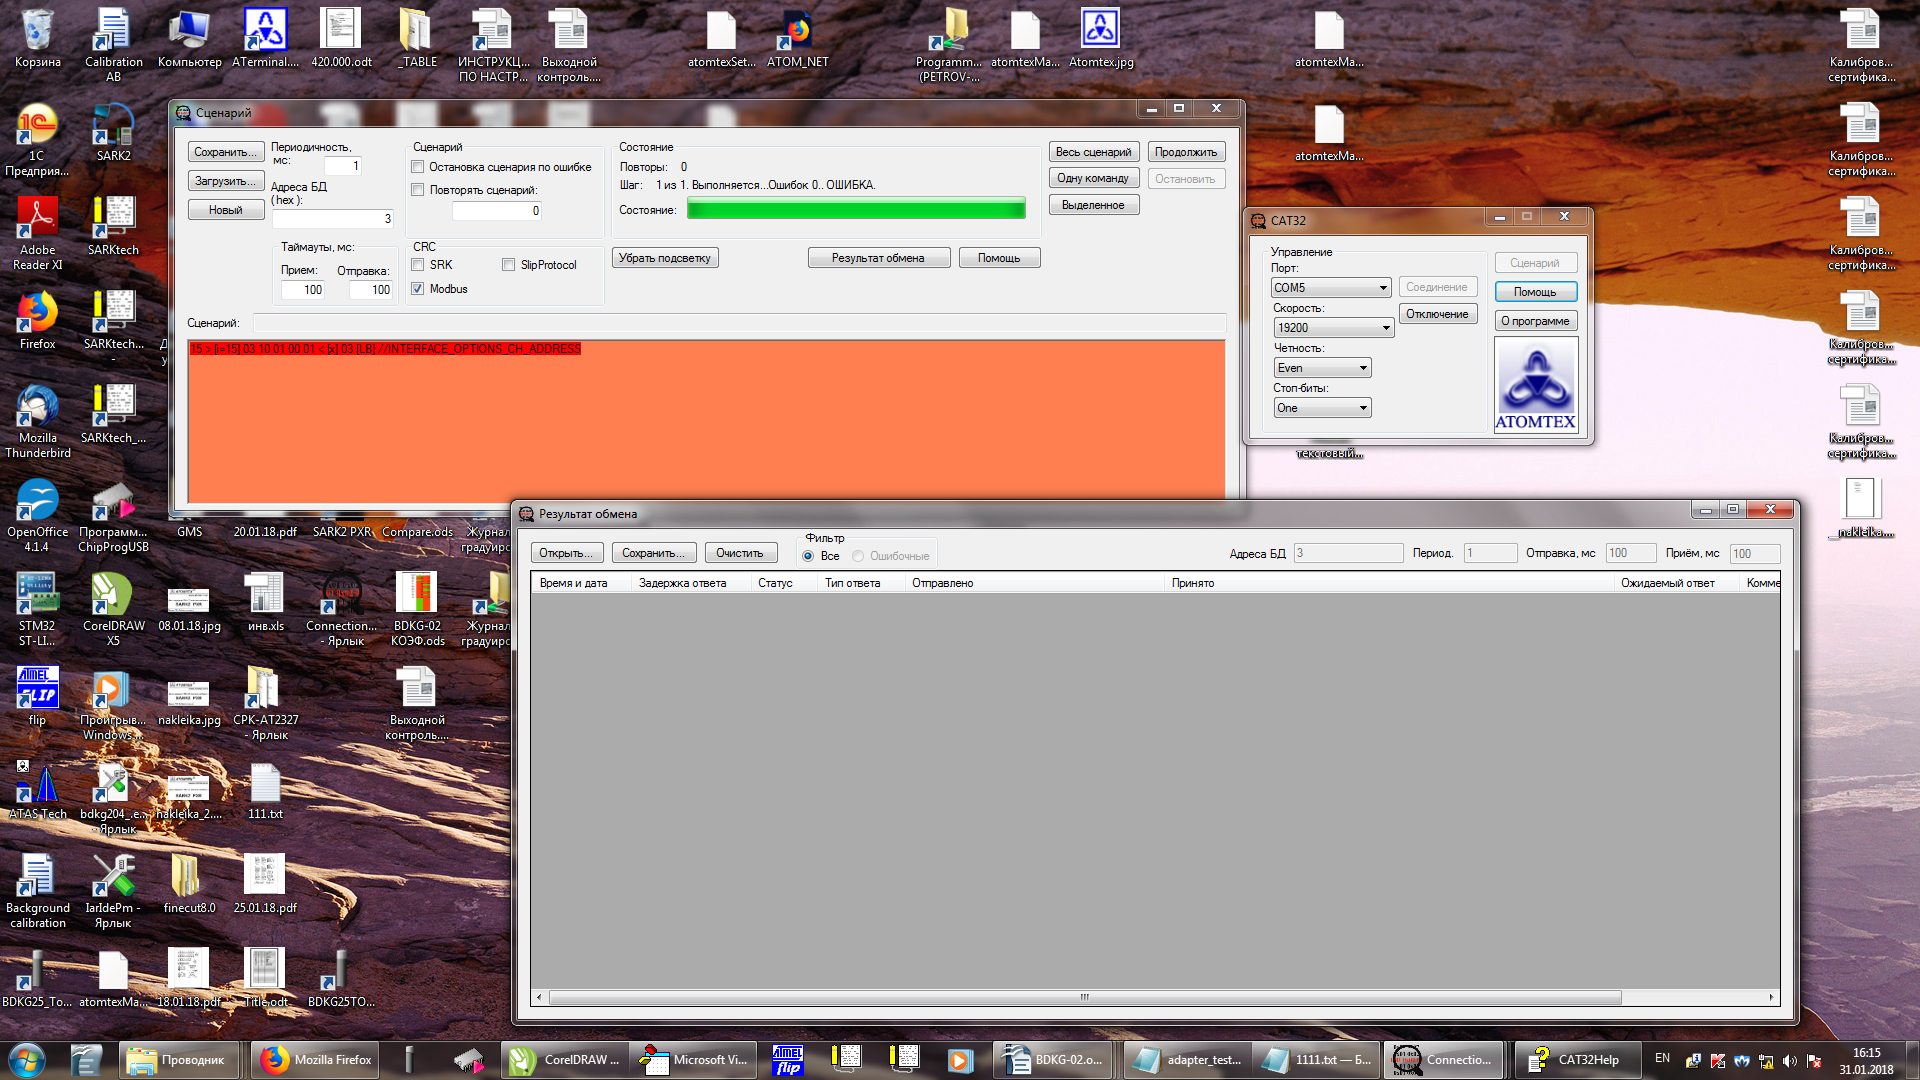 Корзина
Calibration AB
Компьютер
ATerminal....
420.000.odt
_TABLE
ИНСТРУКЦ... ПО НАСТР...
Выходной контроль....
atomtexSet...
ATOM_NET
Programm... (PETROV-...
atomtexMa...
Atomtex.jpg
atomtexMa...
Калибров... сертифика...
1C Предприя...
SARK2
atomtexMa...
Калибров... сертифика...
Adobe Reader XI
SARKtech
Калибров... сертифика...
Firefox
SARKtech... -
Калибров... сертифика...
Mozilla Thunderbird
SARKtech_...
текстовый...
Калибров... сертифика...
OpenOffice 4.1.4
Программ... ChipProgUSB
GMS
20.01.18.pdf
SARK2 PXR
Compare.ods
Журнал градуиро
__nakleika....
STM32 ST-LI...
CorelDRAW X5
08.01.18.jpg
инв.xls
Connection... - Ярлык
BDKG-02 КОЭФ.ods
Журнал градуиро
flip
Проигрыв... Windows...
nakleika.jpg
СРК-АТ2327 - Ярлык
Выходной контроль....
ATAS Tech
bdkg204_.e... - Ярлык
nakleika_2....
111.txt
Background calibration
IarIdePm - Ярлык
finecut8.0
25.01.18.pdf
BDKG25_To...
atomtexMa...
18.01.18.pdf
Title.odt
BDKG25TO...
Сценарий
Сохранить...
Загрузить...
Новый
Периодичность, мс:
1
Адреса БД (hex):
3
Таймауты, мс:
Прием:
Отправка:
100
100
Сценарий
Остановка сценария по ошибке
Повторять сценарий:
0
CRC
SRK
SlipProtocol
Modbus
Состояние
Повторы: 0
Шаг: 1 из 1. Выполняется...Ошибок 0.. ОШИБКА.
Состояние:
Убрать подсветку
Результат обмена
Помощь
Весь сценарий
Продолжить
Одну команду
Остановить
Выделенное
Сценарий:
15 > [l=15] 03 10 01 00 01 < [x] 03 [LB] //INTERFACE_OPTIONS_CH_ADDRESS
CAT32
Управление
Порт:
COM5
Соединение
Скорость:
19200
Отключение
Четность:
Even
Стоп-биты:
One
Сценарий
Помощь
О программе
ATOMTEX
Результат обмена
Открыть...
Сохранить...
Очистить
Фильтр
Все
Ошибочные
Адреса БД 3
Период. 1
Отправка, мс 100
Приём, мс 100
Время и дата
Задержка ответа
Статус
Тип ответа
Отправлено
Принято
Ожидаемый ответ
Комме
Проводник
Mozilla Firefox
CorelDRAW ...
Microsoft Vi...
ATMEL flip
BDKG-02.o...
adapter_test...
1111.txt — Б...
Connectio...
CAT32Help
EN
16:15
31.01.2018